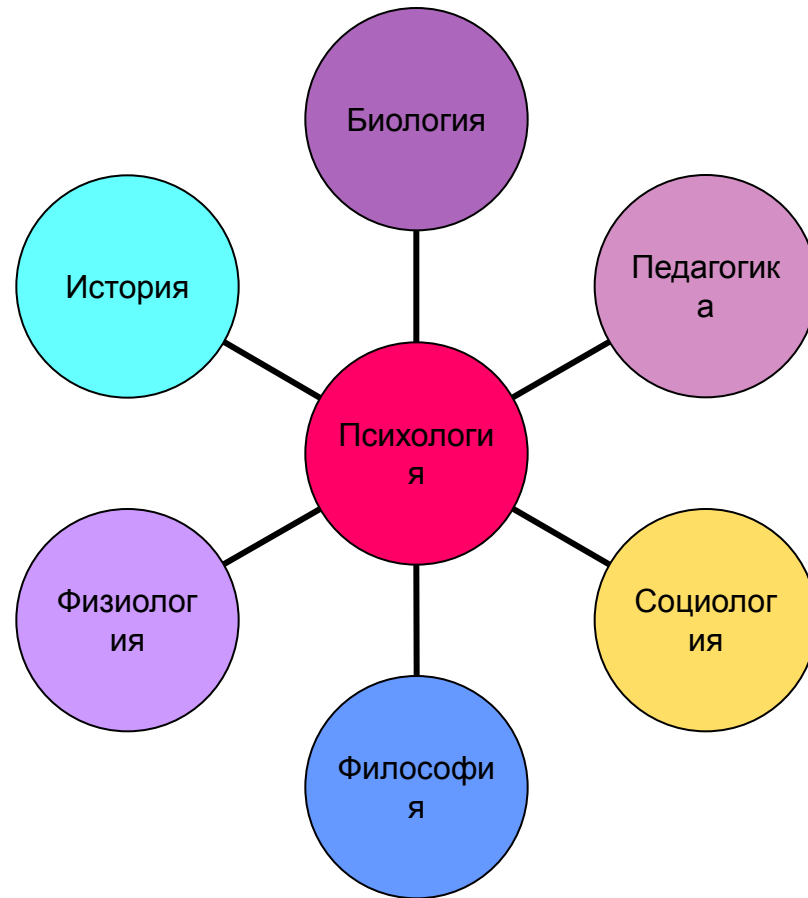 Биология
История
Педагогик
а
Психологи
я
Физиолог
ия
Социолог
ия
Философи
я